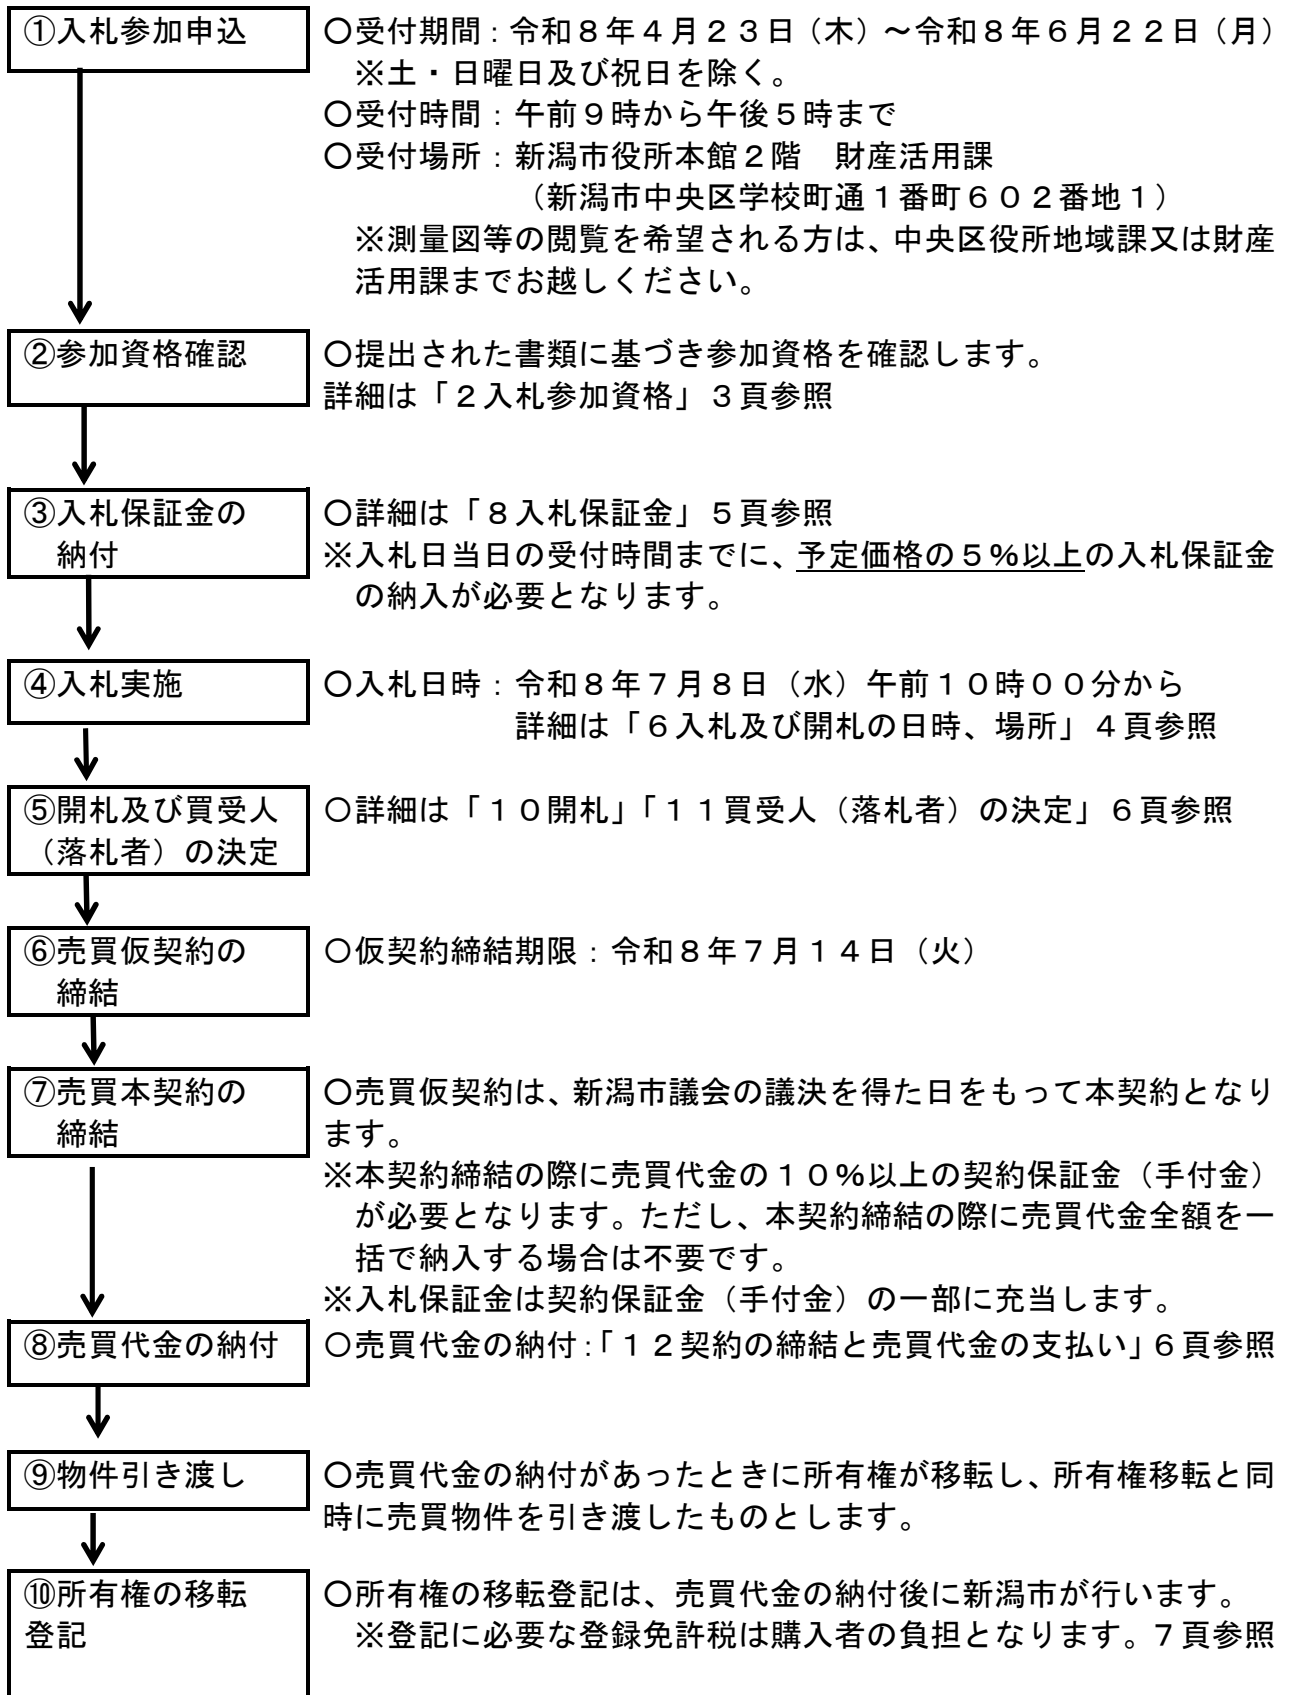 ①入札参加申込
〇受付期間：令和８年４月２３日（木）～令和８年６月２２日（月）
※土・日曜日及び祝日を除く。
〇受付時間：午前９時から午後５時まで
〇受付場所：新潟市役所本館２階　財産活用課
（新潟市中央区学校町通１番町６０２番地１）
※測量図等の閲覧を希望される方は、中央区役所地域課又は財産
活用課までお越しください。
②参加資格確認
〇提出された書類に基づき参加資格を確認します。
詳細は「２入札参加資格」３頁参照
③入札保証金の
納付
〇詳細は「８入札保証金」５頁参照
※入札日当日の受付時間までに、予定価格の５％以上の入札保証金
の納入が必要となります。
④入札実施
〇入札日時：令和８年７月８日（水）午前１０時００分から
詳細は「６入札及び開札の日時、場所」４頁参照
⑤開札及び買受人
（落札者）の決定
〇詳細は「１０開札」「１１買受人（落札者）の決定」６頁参照
⑥売買仮契約の
締結
〇仮契約締結期限：令和８年７月１４日（火）
⑦売買本契約の
締結
〇売買仮契約は、新潟市議会の議決を得た日をもって本契約となり
ます。
※本契約締結の際に売買代金の１０％以上の契約保証金（手付金）
が必要となります。ただし、本契約締結の際に売買代金全額を一
括で納入する場合は不要です。
※入札保証金は契約保証金（手付金）の一部に充当します。
⑧売買代金の納付
〇売買代金の納付：「１２契約の締結と売買代金の支払い」６頁参照
⑨物件引き渡し
〇売買代金の納付があったときに所有権が移転し、所有権移転と同
時に売買物件を引き渡したものとします。
⑩所有権の移転
登記
〇所有権の移転登記は、売買代金の納付後に新潟市が行います。
※登記に必要な登録免許税は購入者の負担となります。７頁参照